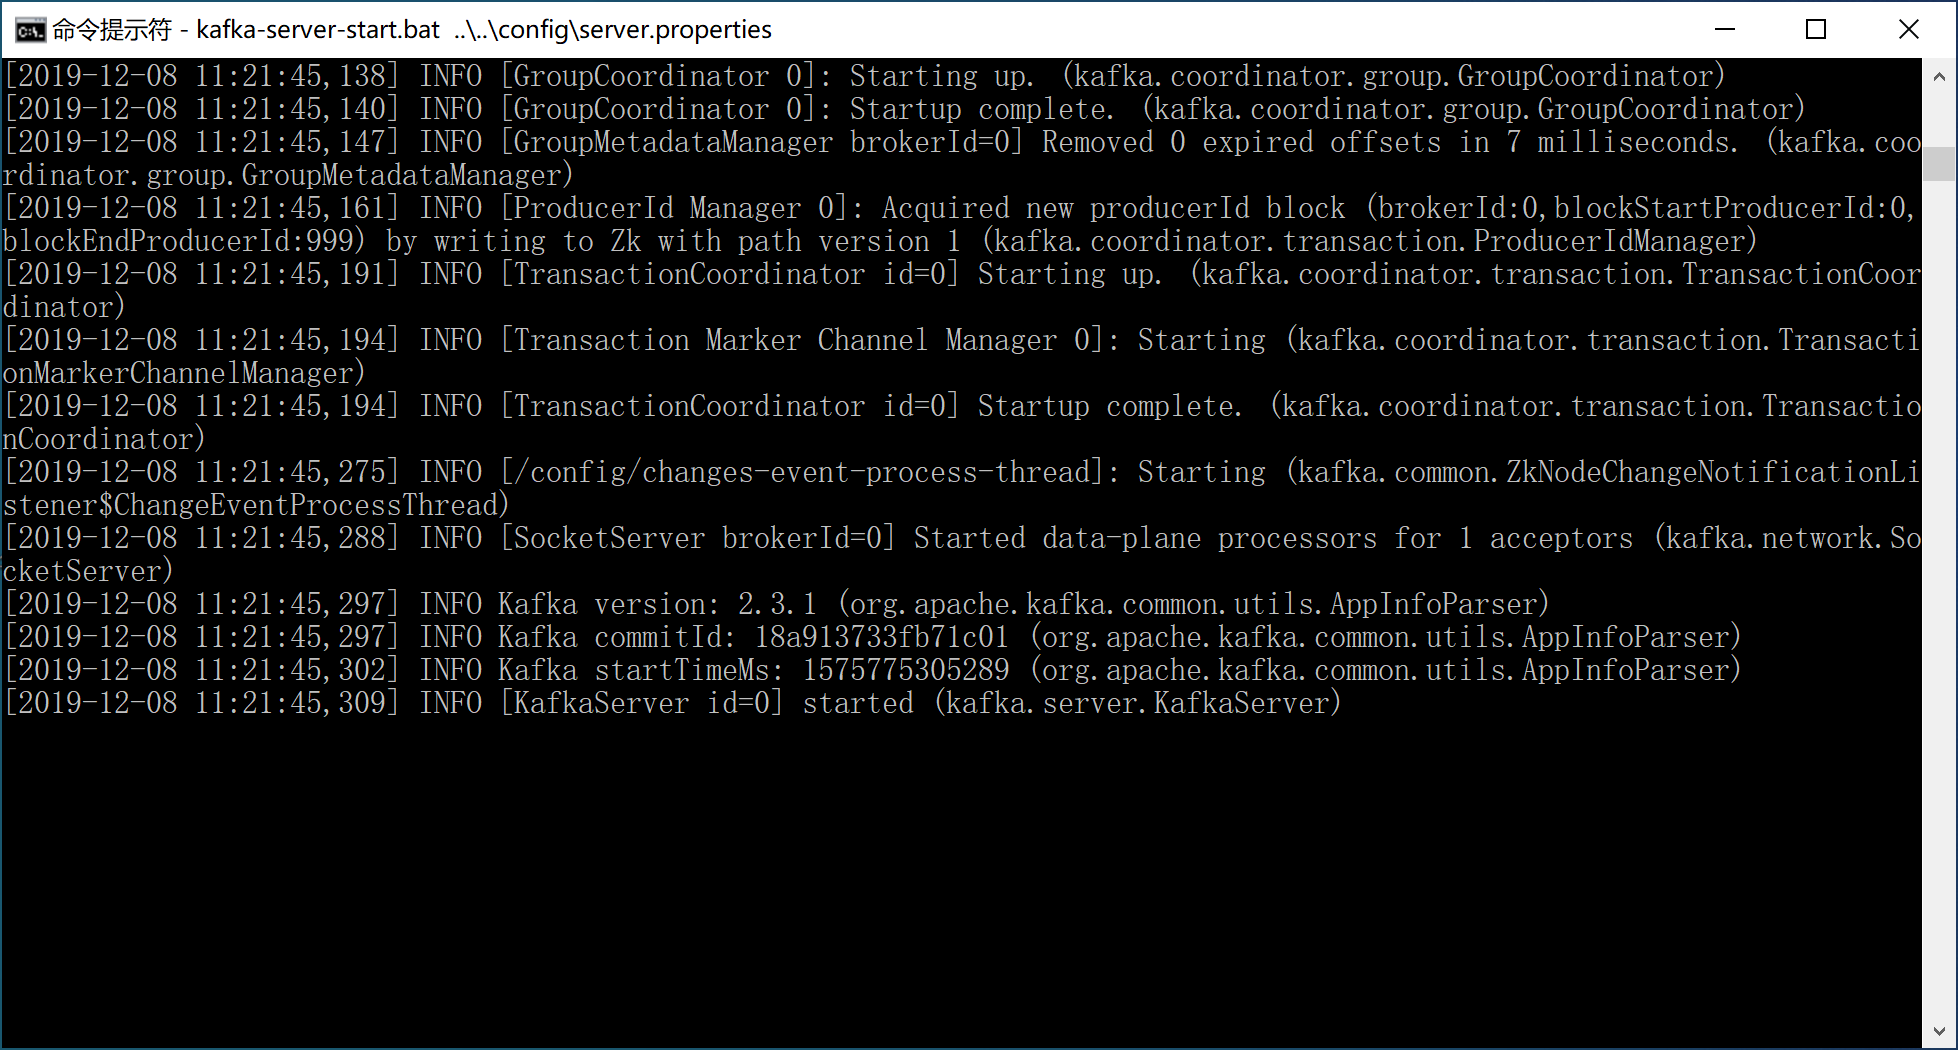 命令提示符 - kafka-server-start.bat  ..\..\config\server.properties
[2019-12-08 11:21:45,138] INFO [GroupCoordinator 0]: Starting up. (kafka.coordinator.group.GroupCoordinator)
[2019-12-08 11:21:45,140] INFO [GroupCoordinator 0]: Startup complete. (kafka.coordinator.group.GroupCoordinator)
[2019-12-08 11:21:45,147] INFO [GroupMetadataManager brokerId=0] Removed 0 expired offsets in 7 milliseconds. (kafka.coo
rdinator.group.GroupMetadataManager)
[2019-12-08 11:21:45,161] INFO [ProducerId Manager 0]: Acquired new producerId block (brokerId:0,blockStartProducerId:0,
blockEndProducerId:999) by writing to Zk with path version 1 (kafka.coordinator.transaction.ProducerIdManager)
[2019-12-08 11:21:45,191] INFO [TransactionCoordinator id=0] Starting up. (kafka.coordinator.transaction.TransactionCoor
dinator)
[2019-12-08 11:21:45,194] INFO [Transaction Marker Channel Manager 0]: Starting (kafka.coordinator.transaction.Transacti
onMarkerChannelManager)
[2019-12-08 11:21:45,194] INFO [TransactionCoordinator id=0] Startup complete. (kafka.coordinator.transaction.Transactio
nCoordinator)
[2019-12-08 11:21:45,275] INFO [/config/changes-event-process-thread]: Starting (kafka.common.ZkNodeChangeNotificationLi
stener$ChangeEventProcessThread)
[2019-12-08 11:21:45,288] INFO [SocketServer brokerId=0] Started data-plane processors for 1 acceptors (kafka.network.So
cketServer)
[2019-12-08 11:21:45,297] INFO Kafka version: 2.3.1 (org.apache.kafka.common.utils.AppInfoParser)
[2019-12-08 11:21:45,297] INFO Kafka commitId: 18a913733fb71c01 (org.apache.kafka.common.utils.AppInfoParser)
[2019-12-08 11:21:45,302] INFO Kafka startTimeMs: 1575775305289 (org.apache.kafka.common.utils.AppInfoParser)
[2019-12-08 11:21:45,309] INFO [KafkaServer id=0] started (kafka.server.KafkaServer)